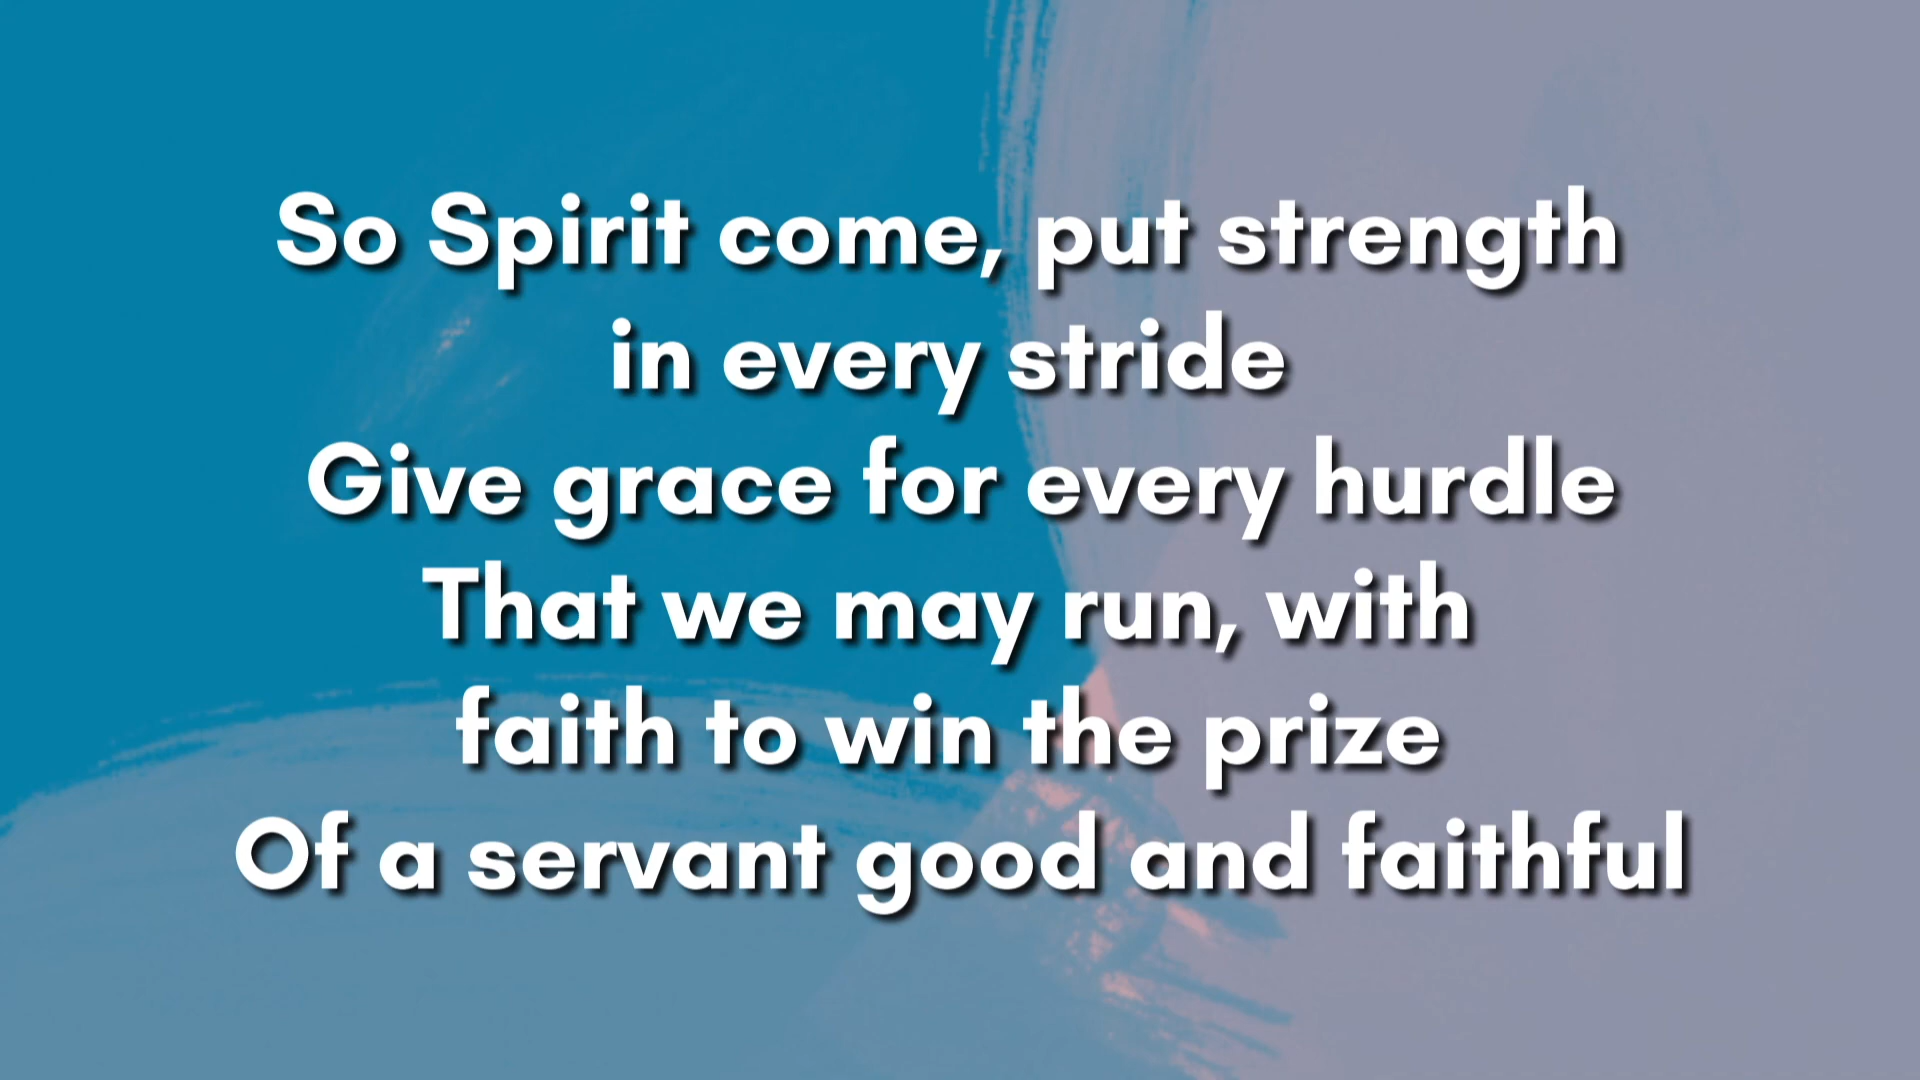 So Spirit come, put strength
in every stride
Give grace for every hurdle
That we may run, with
faith to win the prize
Of a servant good and faithful